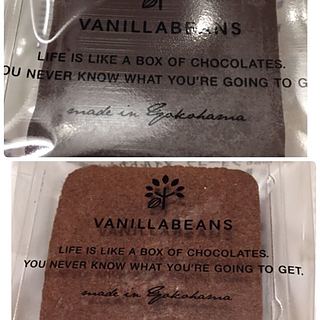 VANILLABEANS
LIFE IS LIKE A BOX OF CHOCOLATES.
OU NEVER KNOW WHAT YOU'RE GOING TO G
made in Yokohama
VANILLABEANS
LIFE IS LIKE A BOX OF CHOCOLATES.
YOU NEVER KNOW WHAT YOU'RE GOING TO GET.
made in Yokohama